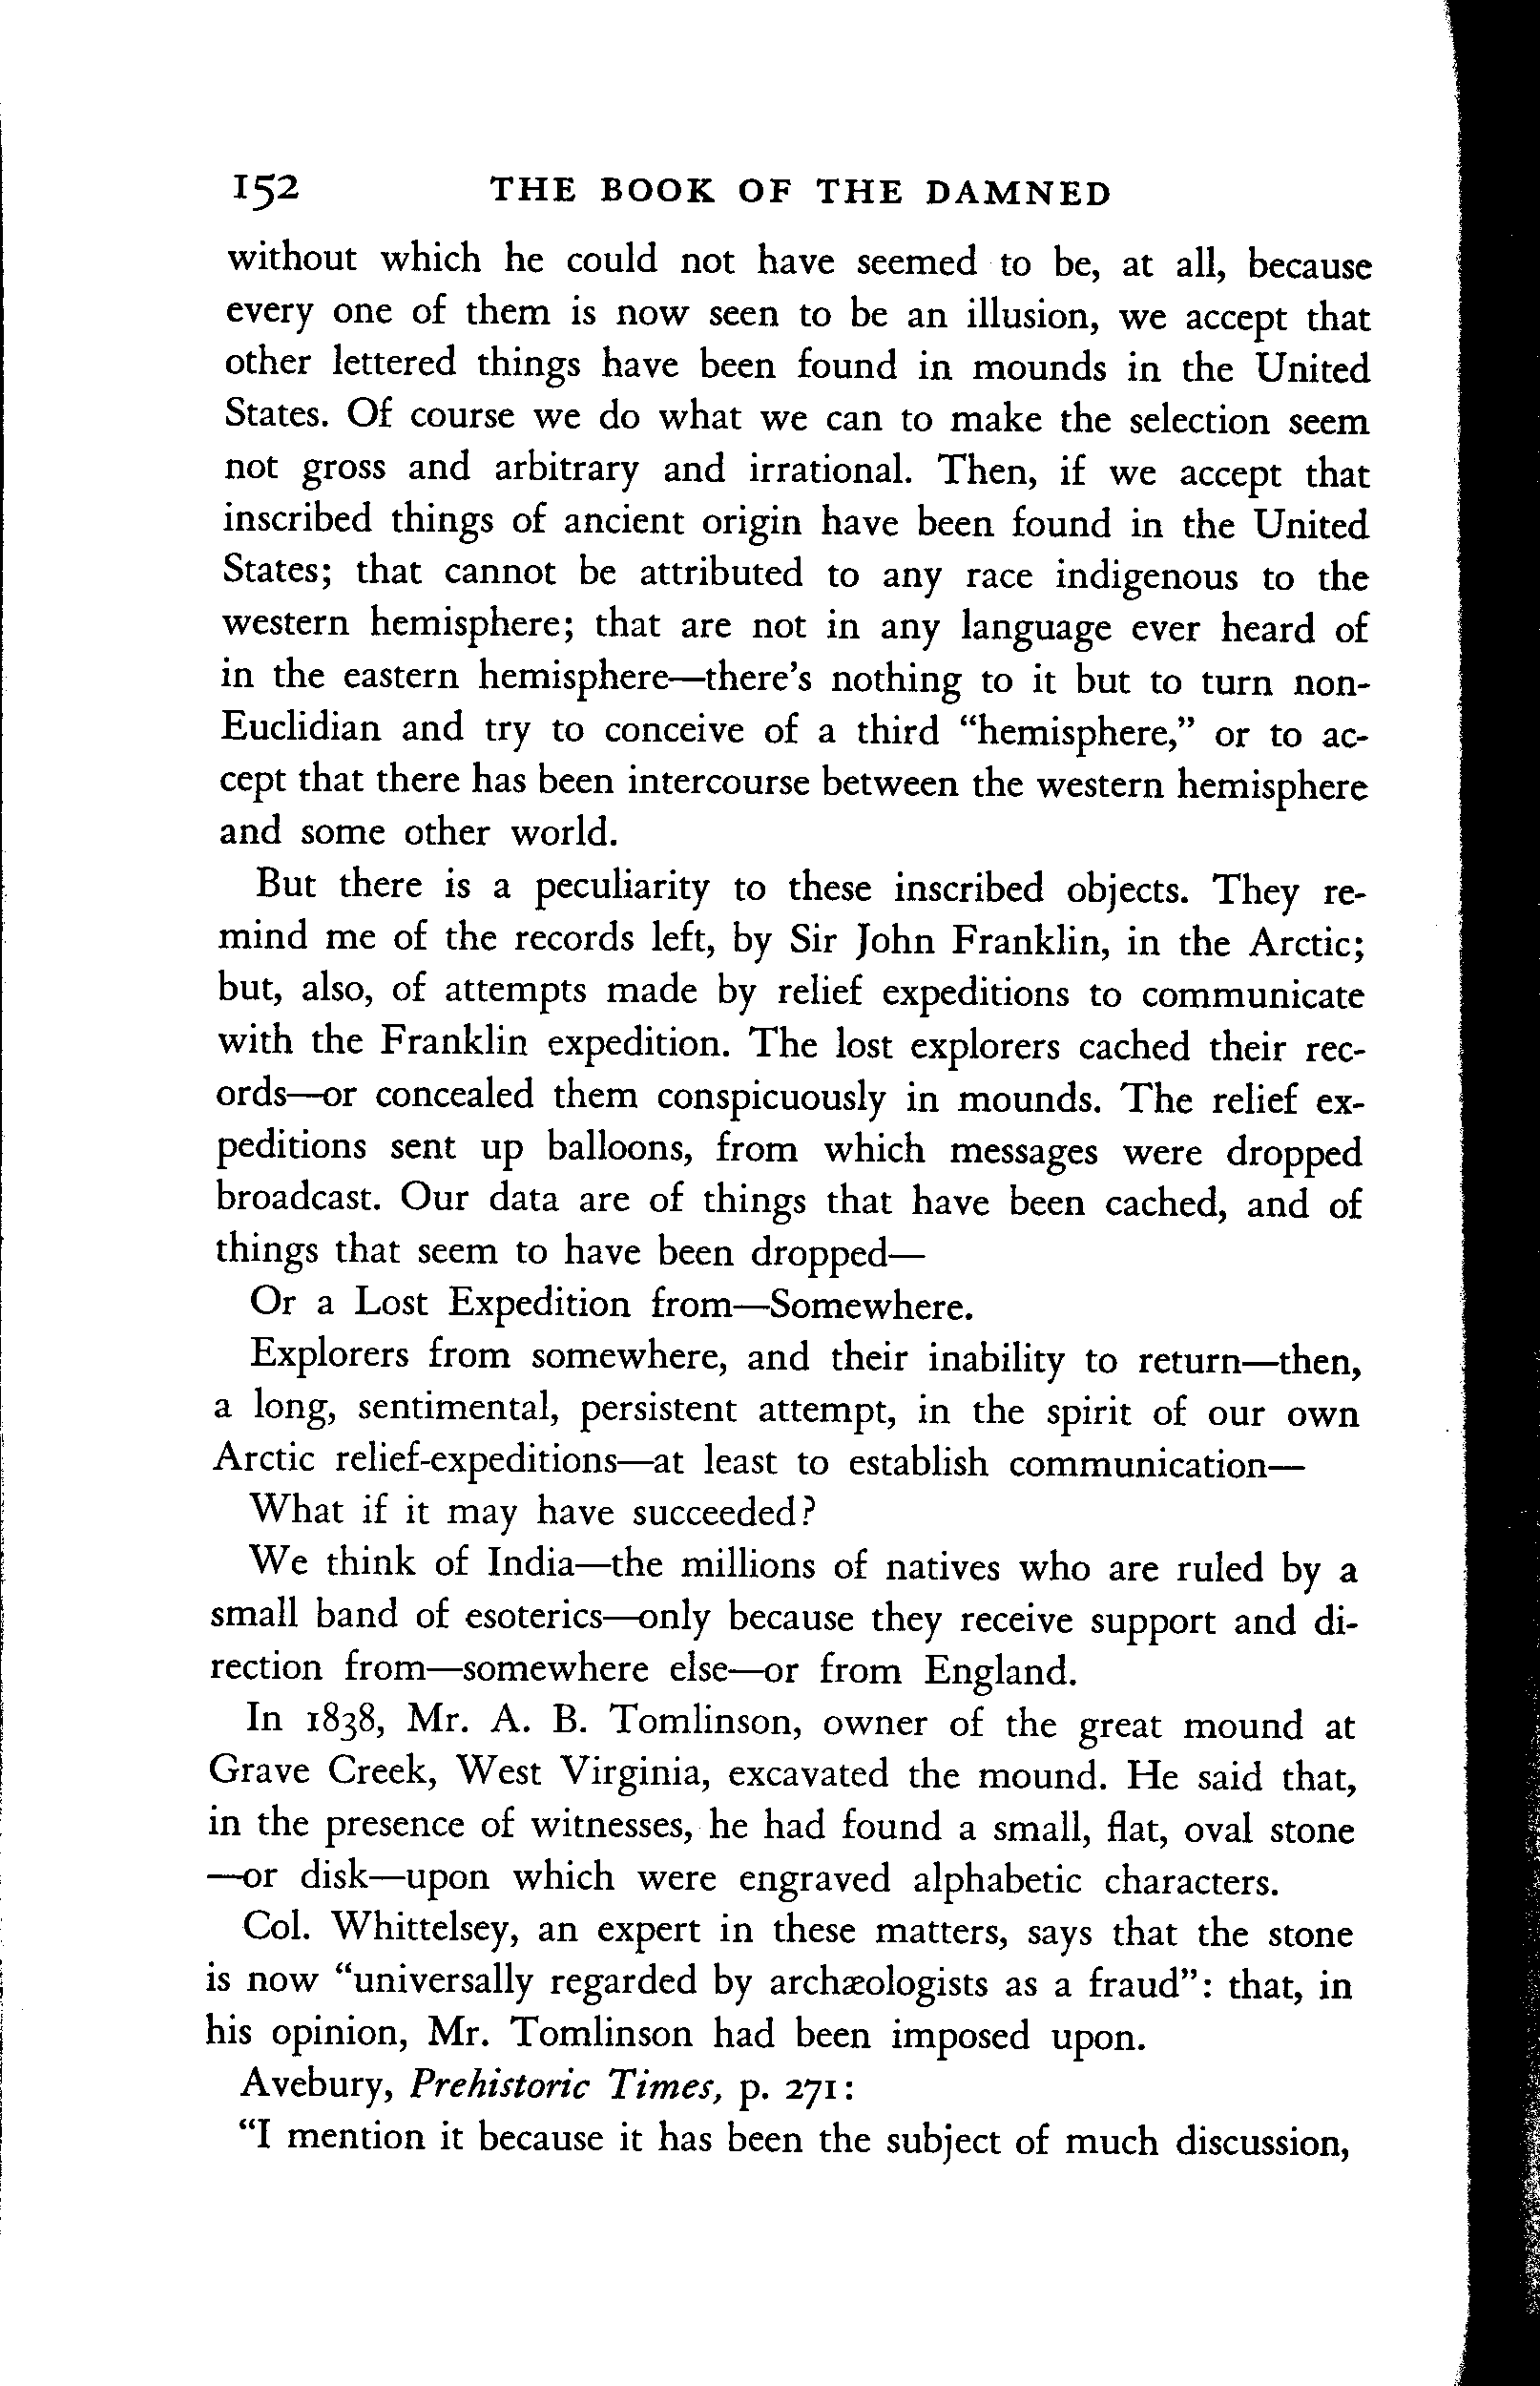 152 THE BOOK OF THE DAMNED
without which he could not have seemed to be, at all, because
every one of them is now seen to be an illusion, we accept that
other lettered things have been found in mounds in the United
States. Of course we do what we can to make the selection seem
not gross and arbitrary and irrational. Then, if we accept that
inscribed things of ancient origin have been found in the United
States; that cannot be attributed to any race indigenous to the
western hemisphere; that are not in any language ever heard of
in the eastern hemisphere—there's nothing to it but to turn non-
Euclidian and try to conceive of a third "hemisphere," or to ac-
cept that there has been intercourse between the western hemisphere
and some other world.
But there is a peculiarity to these inscribed objects. They re-
mind me of the records left, by Sir John Franklin, in the Arctic;
but, also, of attempts made by relief expeditions to communicate
with the Franklin expedition. The lost explorers cached their rec-
ords—or concealed them conspicuously in mounds. The relief ex-
peditions sent up balloons, from which messages were dropped
broadcast. Our data are of things that have been cached, and of
things that seem to have been dropped—
Or a Lost Expedition from—Somewhere.
Explorers from somewhere, and their inability to return—then,
a long, sentimental, persistent attempt, in the spirit of our own
Arctic relief-expeditions—at least to establish communication—
What if it may have succeeded?
We think of India—the millions of natives who are ruled by a
small band of esoterics—only because they receive support and di-
rection from—somewhere else—or from England.
In 1838, Mr. A. B. Tomlinson, owner of the great mound at
Grave Creek, West Virginia, excavated the mound. He said that,
in the presence of witnesses, he had found a small, flat, oval stone
—or disk—upon which were engraved alphabetic characters.
Col. Whittelsey, an expert in these matters, says that the stone
is now "universally regarded by archæologists as a fraud": that, in
his opinion, Mr. Tomlinson had been imposed upon.
Avebury, Prehistoric Times, p. 271:
"I mention it because it has been the subject of much discussion,